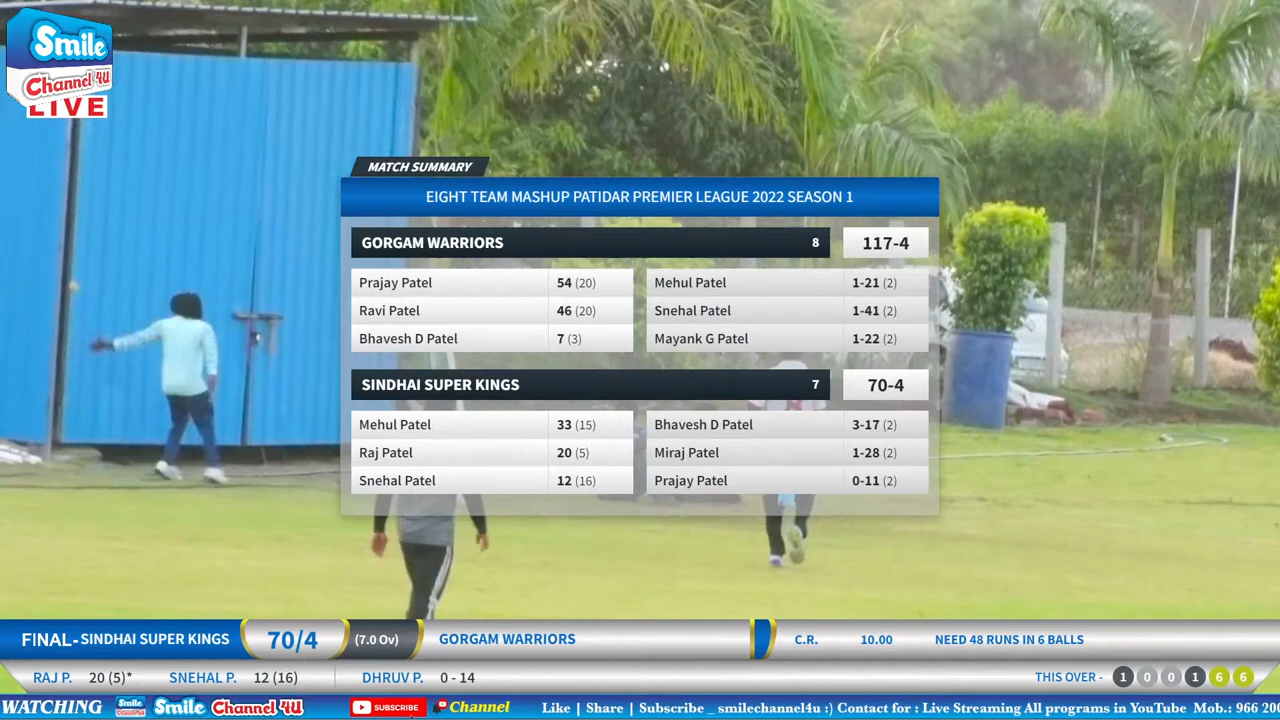 Smile
Channel 4U
LIVE
MATCH SUMMARY
EIGHT TEAM MASHUP PATIDAR PREMIER LEAGUE 2022 SEASON 1
GORGAM WARRIORS 8 117-4
Prajay Patel 54 (20) Mehul Patel 1-21 (2)
Ravi Patel 46 (20) Snehal Patel 1-41 (2)
Bhavesh D Patel 7 (3) Mayank G Patel 1-22 (2)
SINDHAI SUPER KINGS 7 70-4
Mehul Patel 33 (15) Bhavesh D Patel 3-17 (2)
Raj Patel 20 (5) Miraj Patel 1-28 (2)
Snehal Patel 12 (16) Prajay Patel 0-11 (2)
FINAL- SINDHAI SUPER KINGS 70/4 (7.0 Ov) GORGAM WARRIORS C.R. 10.00 NEED 48 RUNS IN 6 BALLS
RAJ P. 20 (5)* SNEHAL P. 12 (16) DHRUV P. 0 - 14 THIS OVER - 1 0 0 1 6 6
WATCHING Smile Smile Channel 4U SUBSCRIBE Channel Like | Share | Subscribe _ smilechannel4u :) Contact for : Live Streaming All programs in YouTube Mob.: 966 20